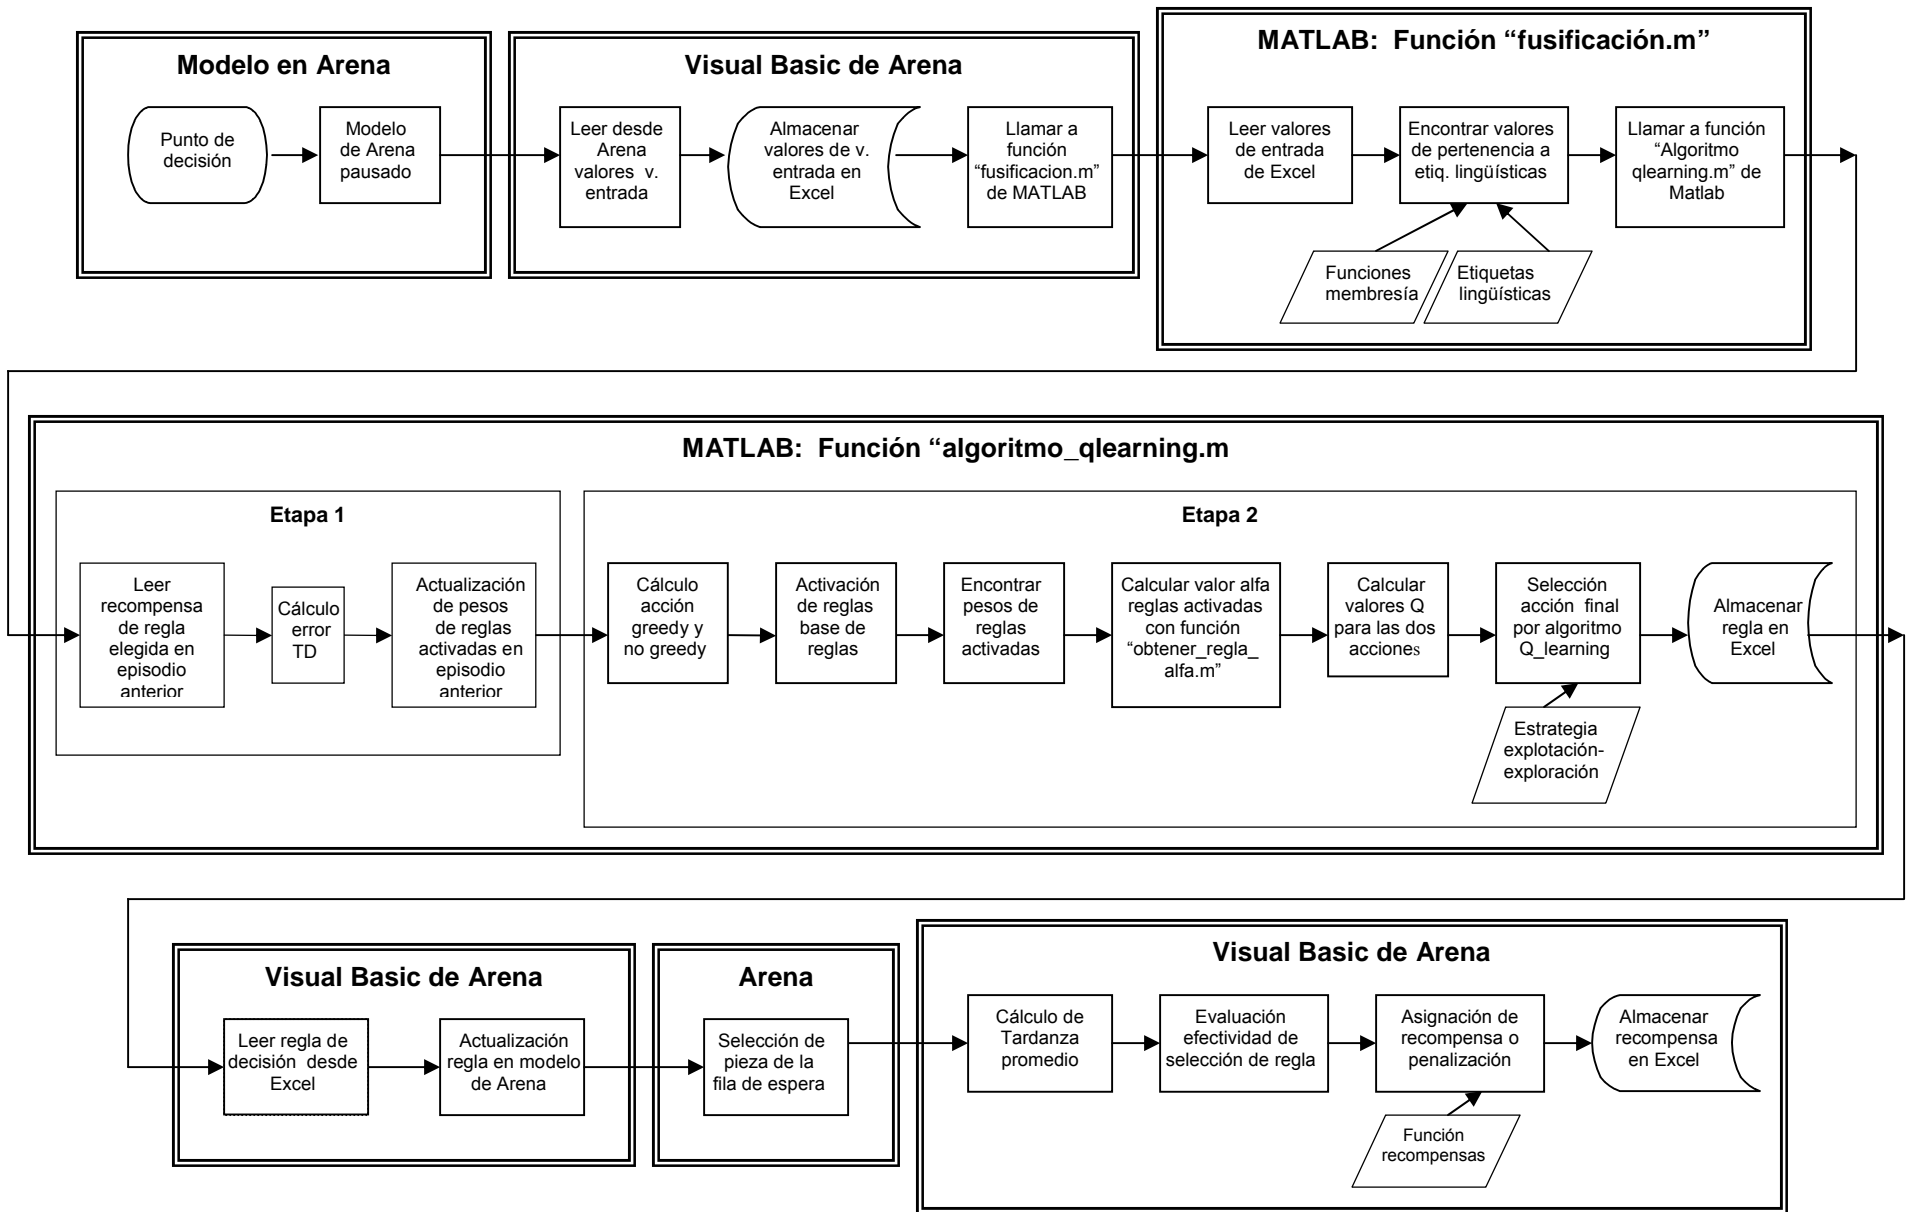 Modelo en Arena
Punto de
decisión
Modelo
de Arena
pausado
Visual Basic de Arena
Leer desde
Arena
valores v.
entrada
Almacenar
valores de v.
entrada en
Excel
Llamar a
función
“fusificacion.m”
de MATLAB
MATLAB: Función “fusificación.m”
Leer valores
de entrada
de Excel
Encontrar valores
de pertenencia a
etiq. lingüísticas
Llamar a función
“Algoritmo
qlearning.m” de
Matlab
Funciones
membresía
Etiquetas
lingüísticas
MATLAB: Función “algoritmo_qlearning.m
Etapa 1
Leer
recompensa
de regla
elegida en
episodio
anterior
Cálculo
error
TD
Actualización
de pesos
de reglas
activadas en
episodio
anterior
Etapa 2
Cálculo
acción
greedy y
no greedy
Activación
de reglas
base de
reglas
Encontrar
pesos de
reglas
activadas
Calcular valor alfa
reglas activadas
con función
“obtener_regla_
alfa.m”
Calcular
valores Q
para las dos
acciones
Selección
acción final
por algoritmo
Q_learning
Almacenar
regla en
Excel
Estrategia
explotación-
exploración
Visual Basic de Arena
Leer regla de
decisión desde
Excel
Actualización
regla en modelo
de Arena
Arena
Selección de
pieza de la
fila de espera
Visual Basic de Arena
Cálculo de
Tardanza
promedio
Evaluación
efectividad de
selección de regla
Asignación de
recompensa o
penalización
Almacenar
recompensa
en Excel
Función
recompensas